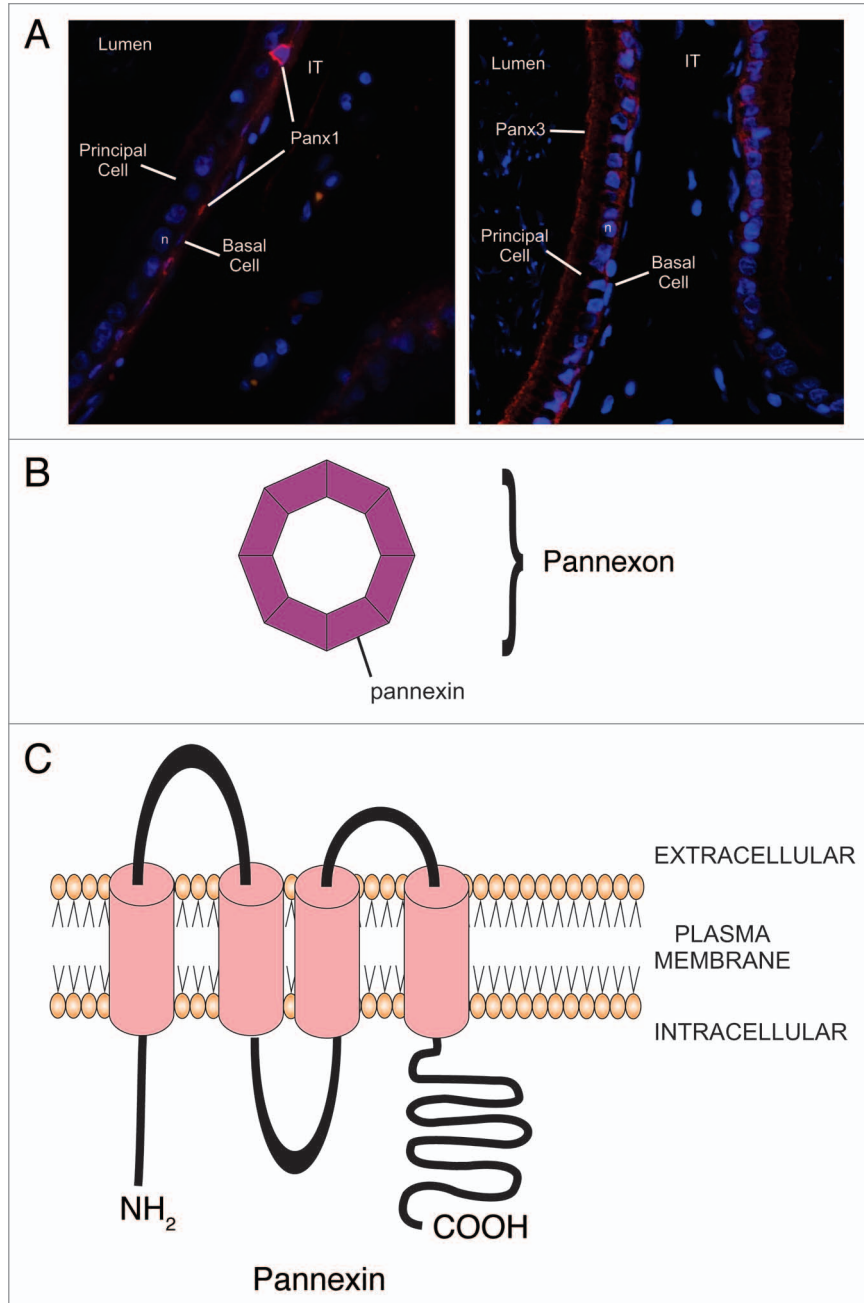 A
Lumen
IT
Panx1
Principal
Cell
n
Basal
Cell
Lumen
IT
Panx3
n
Principal
Cell
Basal
Cell
B
Pannexon
pannexin
C
EXTRACELLULAR
PLASMA
MEMBRANE
INTRACELLULAR
NH₂
COOH
Pannexin